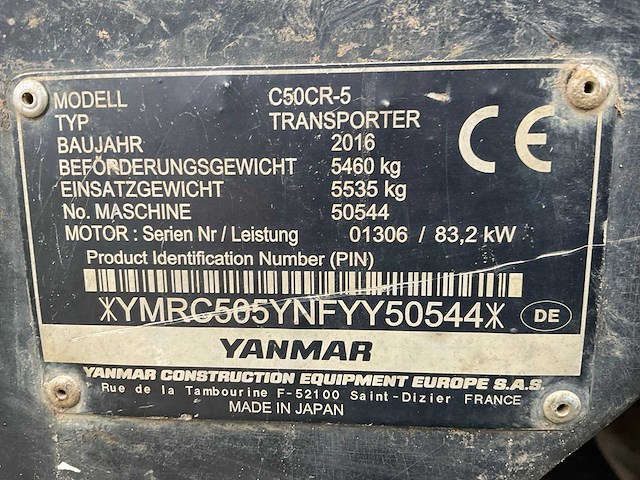 MODELL C50CR-5
TYP TRANSPORTER
BAUJAHR 2016
BEFÖRDERUNGSGEWICHT 5460 kg
EINSATZGEWICHT 5535 kg
No. MASCHINE 50544
MOTOR : Serien Nr / Leistung 01306 / 83,2 kW
Product Identification Number (PIN)
*YMRC505YNFYY50544*
DE
YANMAR
YANMAR CONSTRUCTION EQUIPMENT EUROPE S.A.S.
Rue de la Tambourine F-52100 Saint-Dizier FRANCE
MADE IN JAPAN
CE